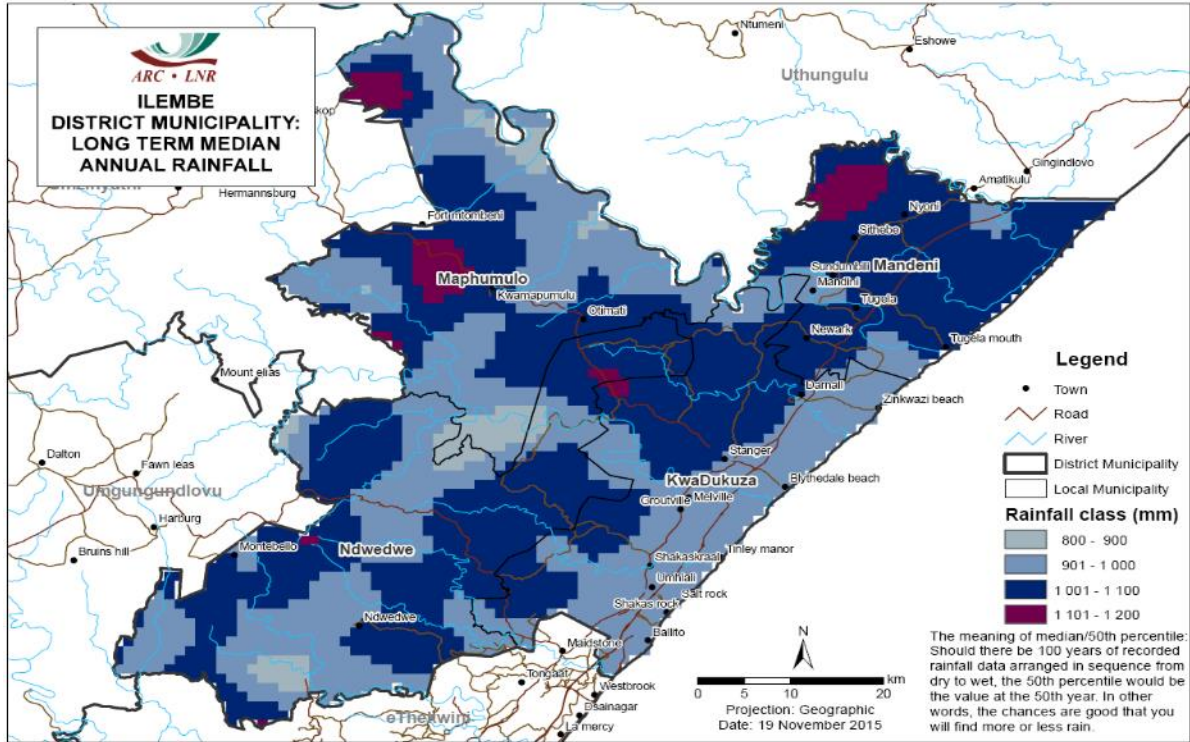 ARC • LNR
ILEMBE
DISTRICT MUNICIPALITY:
LONG TERM MEDIAN
ANNUAL RAINFALL
Ntumeni
Eshowe
Uthungulu
Gingindlovo
Amatikulu
Nyoni
Sithebe
Hermannsburg
Fort mtombeni
Sundumbili
Mandeni
Mandini
Maphumulo
Kwamapumulu
Tugela
Otimati
Newark
Tugela mouth
Mount elias
Darnall
Zinkwazi beach
Dalton
Fawn leas
Stanger
Umgungundlovu
KwaDukuza
Blythedale beach
Groutville
Melville
Harburg
Bruins hill
Montebello
Ndwedwe
Shakaskraal
Tinley manor
Umhlali
Salt rock
Shakas rock
Ndwedwe
Ballito
Maidstone
Tongaat
Westbrook
Dsainagar
eThekwini
La mercy
Legend
Town
Road
River
District Municipality
Local Municipality
Rainfall class (mm)
800 - 900
901 - 1 000
1 001 - 1 100
1 101 - 1 200
The meaning of median/50th percentile:
Should there be 100 years of recorded
rainfall data arranged in sequence from
dry to wet, the 50th percentile would be
the value at the 50th year. In other
words, the chances are good that you
will find more or less rain.
N
km
0 5 10 20
Projection: Geographic
Date: 19 November 2015